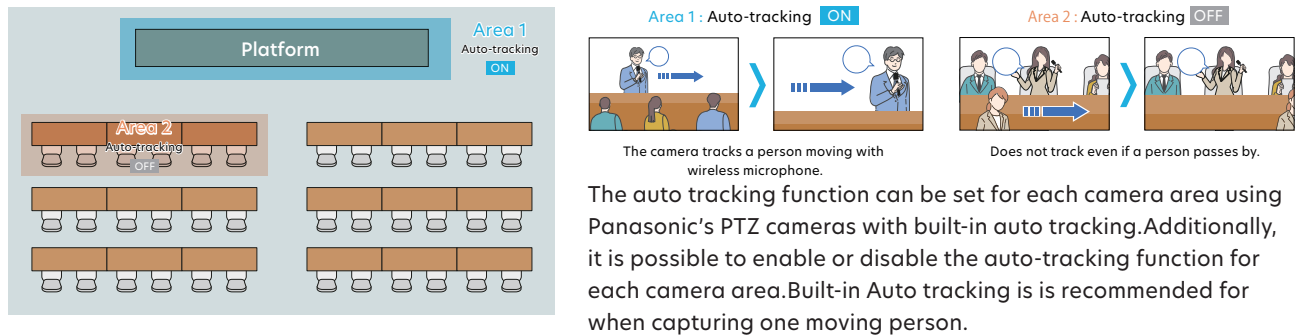 Platform
Area 1
Auto-tracking
ON
Area 2
Auto-tracking
OFF
Area 1 : Auto-tracking ON
The camera tracks a person moving with
wireless microphone.
Area 2 : Auto-tracking OFF
Does not track even if a person passes by.
The auto tracking function can be set for each camera area using
Panasonic's PTZ cameras with built-in auto tracking.Additionally,
it is possible to enable or disable the auto-tracking function for
each camera area.Built-in Auto tracking is is recommended for
when capturing one moving person.